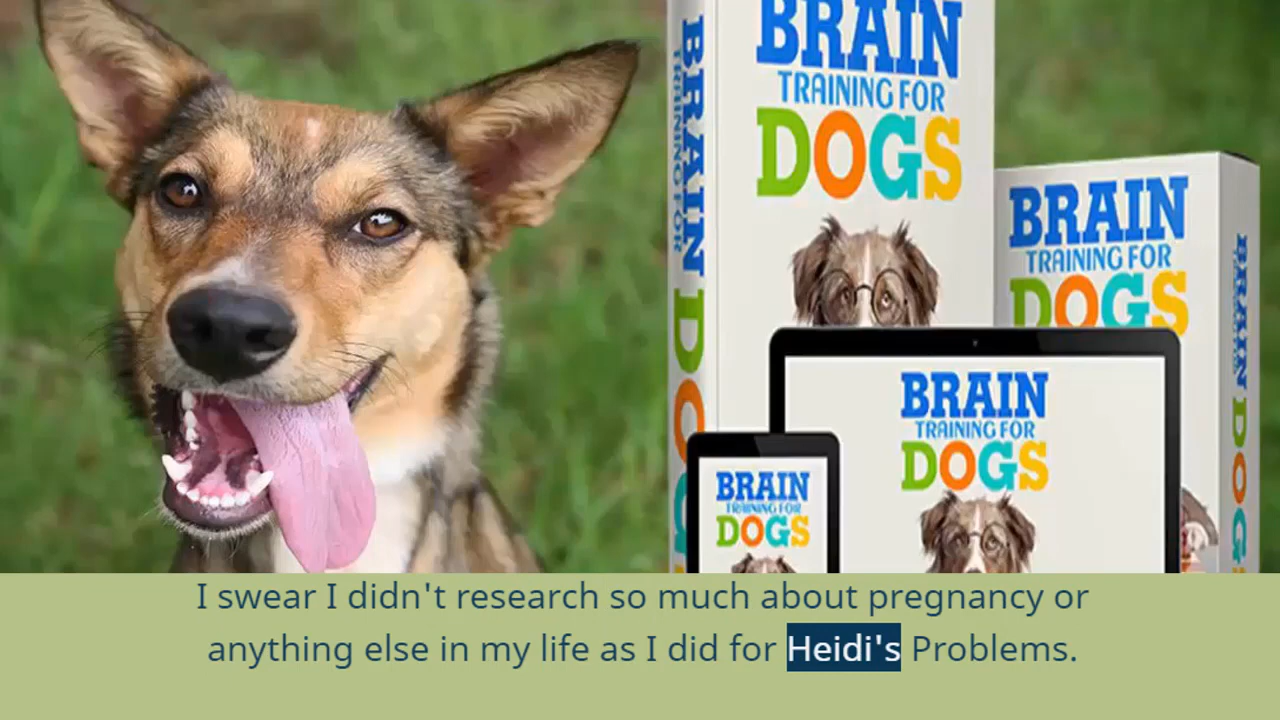 BRAIN
TRAINING FOR
DOGS
BRAIN
TRAINING FOR
DOGS
BRAIN
TRAINING FOR
DOGS
BRAIN
TRAINING FOR
DOGS
BRAIN
TRAINING FOR
BRAIN
DOG
I swear I didn't research so much about pregnancy or
anything else in my life as I did for Heidi's Problems.